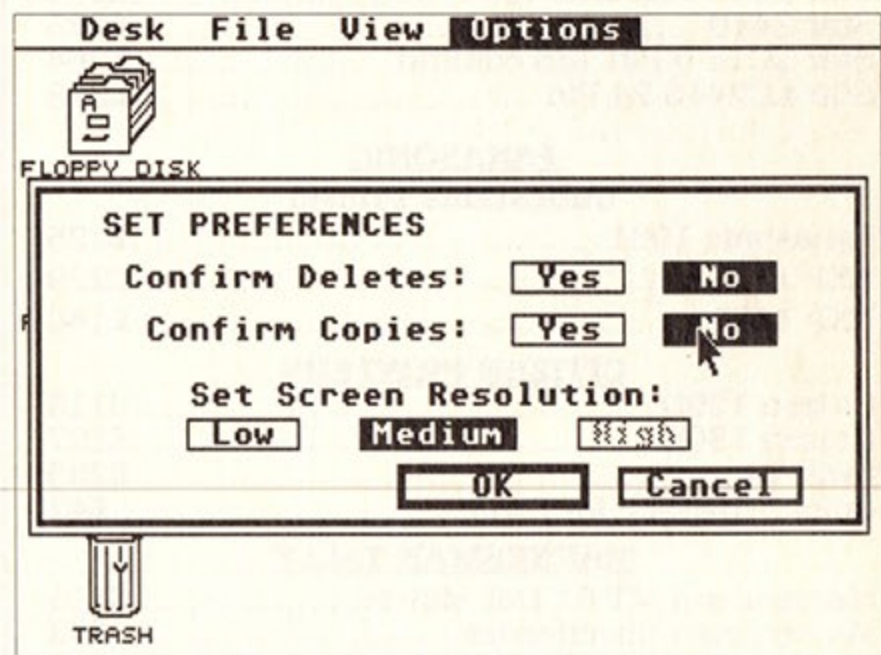 Desk File View Options
A
FLOPPY DISK
SET PREFERENCES
Confirm Deletes: Yes No
Confirm Copies: Yes No
Set Screen Resolution:
Low Medium High
OK Cancel
TRASH